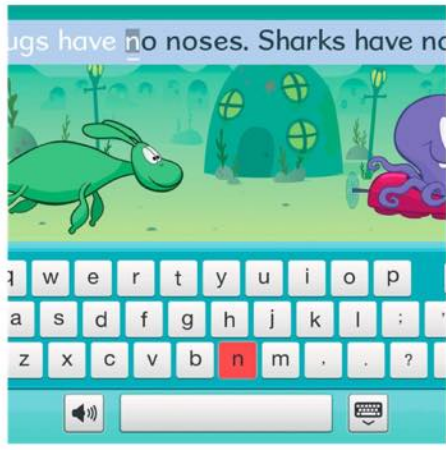 ugs have no noses. Sharks have no
q w e r t y u i o p
a s d f g h j k l ; '
z x c v b n m , . ?